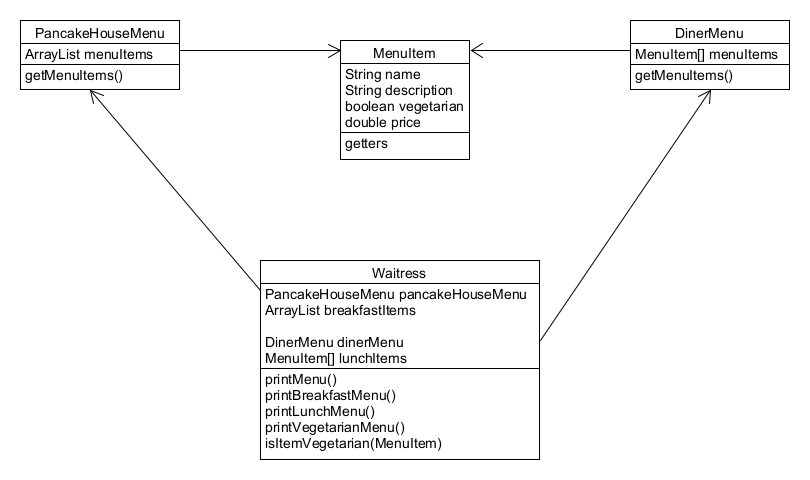 PancakeHouseMenu
ArrayList menuItems
getMenuItems()
MenuItem
String name
String description
boolean vegetarian
double price
getters
DinerMenu
MenuItem[] menuItems
getMenuItems()
Waitress
PancakeHouseMenu pancakeHouseMenu
ArrayList breakfastItems
DinerMenu dinerMenu
MenuItem[] lunchItems
printMenu()
printBreakfastMenu()
printLunchMenu()
printVegetarianMenu()
isItemVegetarian(MenuItem)